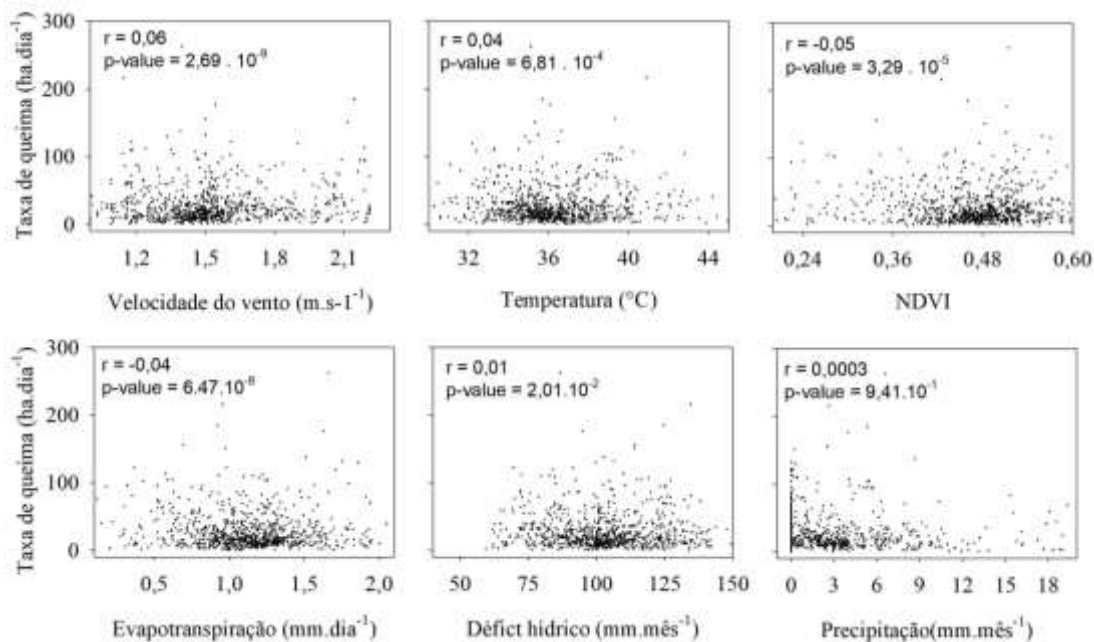 Taxa de queima (ha.dia⁻¹)
300
200
100
0
r = 0,06
p-value = 2,69 . 10⁻⁹
1,2 1,5 1,8 2,1
Velocidade do vento (m.s-1⁻¹)
r = 0,04
p-value = 6,81 . 10⁻⁴
32 36 40 44
Temperatura (°C)
r = -0,05
p-value = 3,29 . 10⁻⁵
0,24 0,36 0,48 0,60
NDVI
Taxa de queima (ha.dia⁻¹)
300
200
100
0
r = -0,04
p-value = 6.47.10⁻⁶
0,5 1,0 1,5 2,0
Evapotranspiração (mm.dia⁻¹)
r = 0,01
p-value = 2,01.10⁻²
50 75 100 125 150
Défict hídrico (mm.mês⁻¹)
r = 0,0003
p-value = 9,41.10⁻¹
0 3 6 9 12 15 18
Precipitação(mm.mês⁻¹)